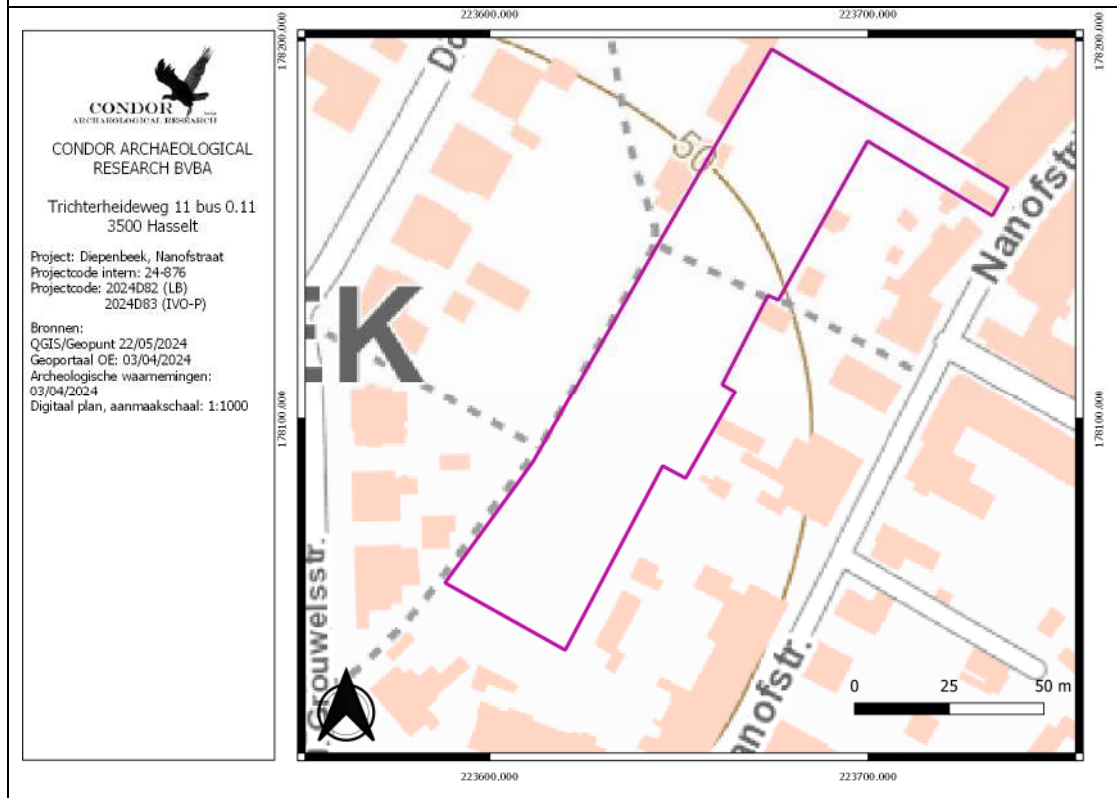 CONDOR
ARCHAEOLOGICAL RESEARCH
CONDOR ARCHAEOLOGICAL
RESEARCH BVBA
Trichterheideweg 11 bus 0.11
3500 Hasselt
Project: Diepenbeek, Nanofstraat
Projectcode intern: 24-876
Projectcode: 2024D82 (LB)
2024D83 (IVO-P)
Bronnen:
QGIS/Geopunt 22/05/2024
Geoportaal OE: 03/04/2024
Archeologische waarnemingen:
03/04/2024
Digitaal plan, aanmaakschaal: 1:1000
223600.000
223700.000
178200.000
178200.000
Do
50
Nanofstr.
EK
178100.000
178100.000
Grouwelsstr.
Nanofstr.
0 25 50 m
223600.000
223700.000